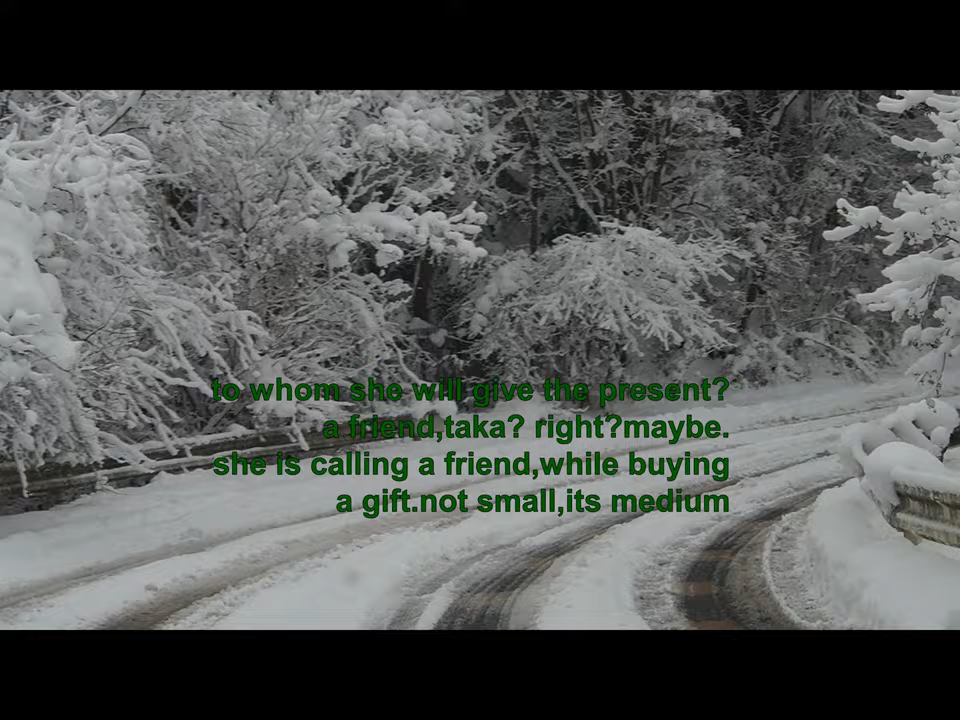 to whom she will give the present?
a friend,taka? right?maybe.
she is calling a friend,while buying
a gift.not small,its medium